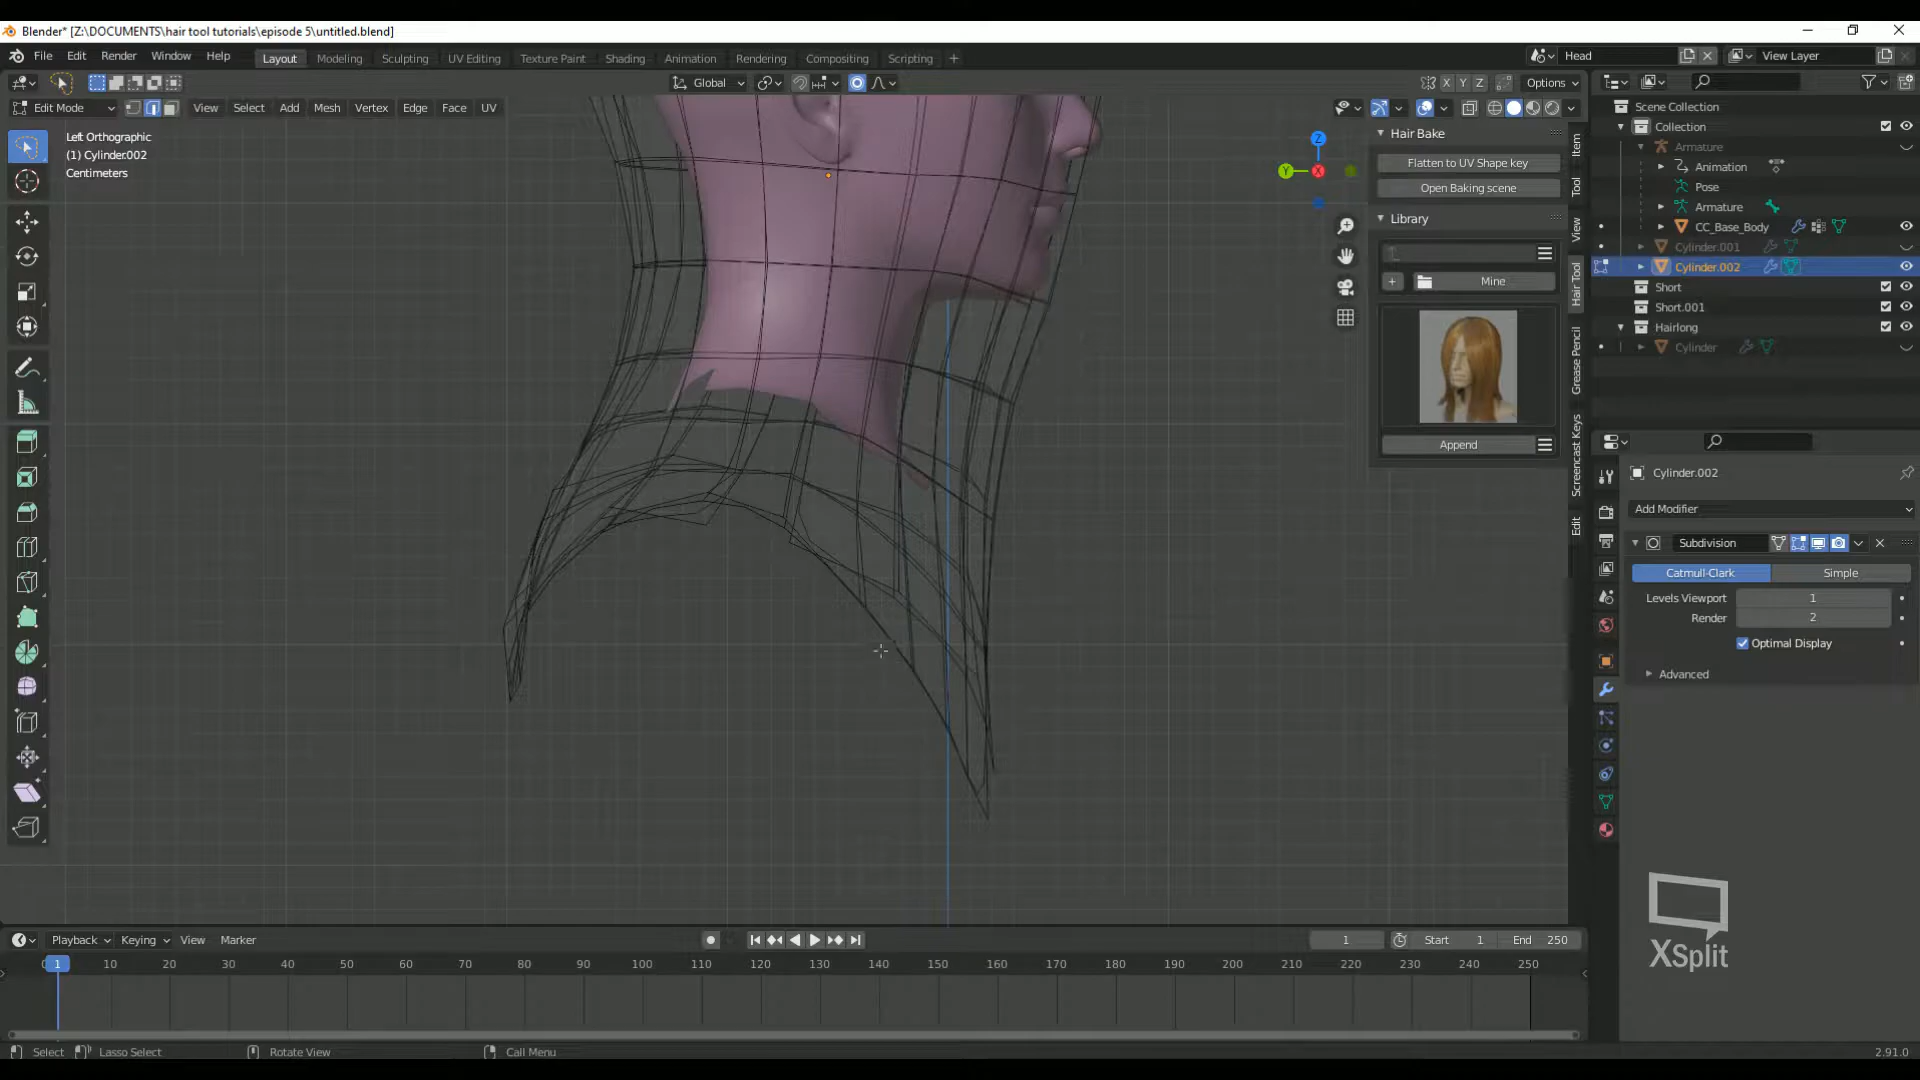 Blender* [Z:\DOCUMENTS\hair tool tutorials\episode 5\untitled.blend]
File Edit Render Window Help Layout Modeling Sculpting UV Editing Texture Paint Shading Animation Rendering Compositing Scripting + Head View Layer
Global X Y Z Options
Edit Mode View Select Add Mesh Vertex Edge Face UV
Left Orthographic
(1) Cylinder.002
Centimeters
Z
Y
X
Hair Bake
Flatten to UV Shape key
Open Baking scene
Library
+ Mine
Append
Item
Tool
View
Hair Tool
Grease Pencil
Screencast Keys
Edit
Scene Collection
Collection
Armature
Animation
Pose
Armature
CC_Base_Body
Cylinder.001
Cylinder.002
Short
Short.001
Hairlong
Cylinder
Cylinder.002
Add Modifier
Subdivision
Catmull-Clark Simple
Levels Viewport 1
Render 2
Optimal Display
Advanced
XSplit
Playback Keying View Marker 1 Start 1 End 250
0 1 10 20 30 40 50 60 70 80 90 100 110 120 130 140 150 160 170 180 190 200 210 220 230 240 250
Select Lasso Select Rotate View Call Menu 2.91.0